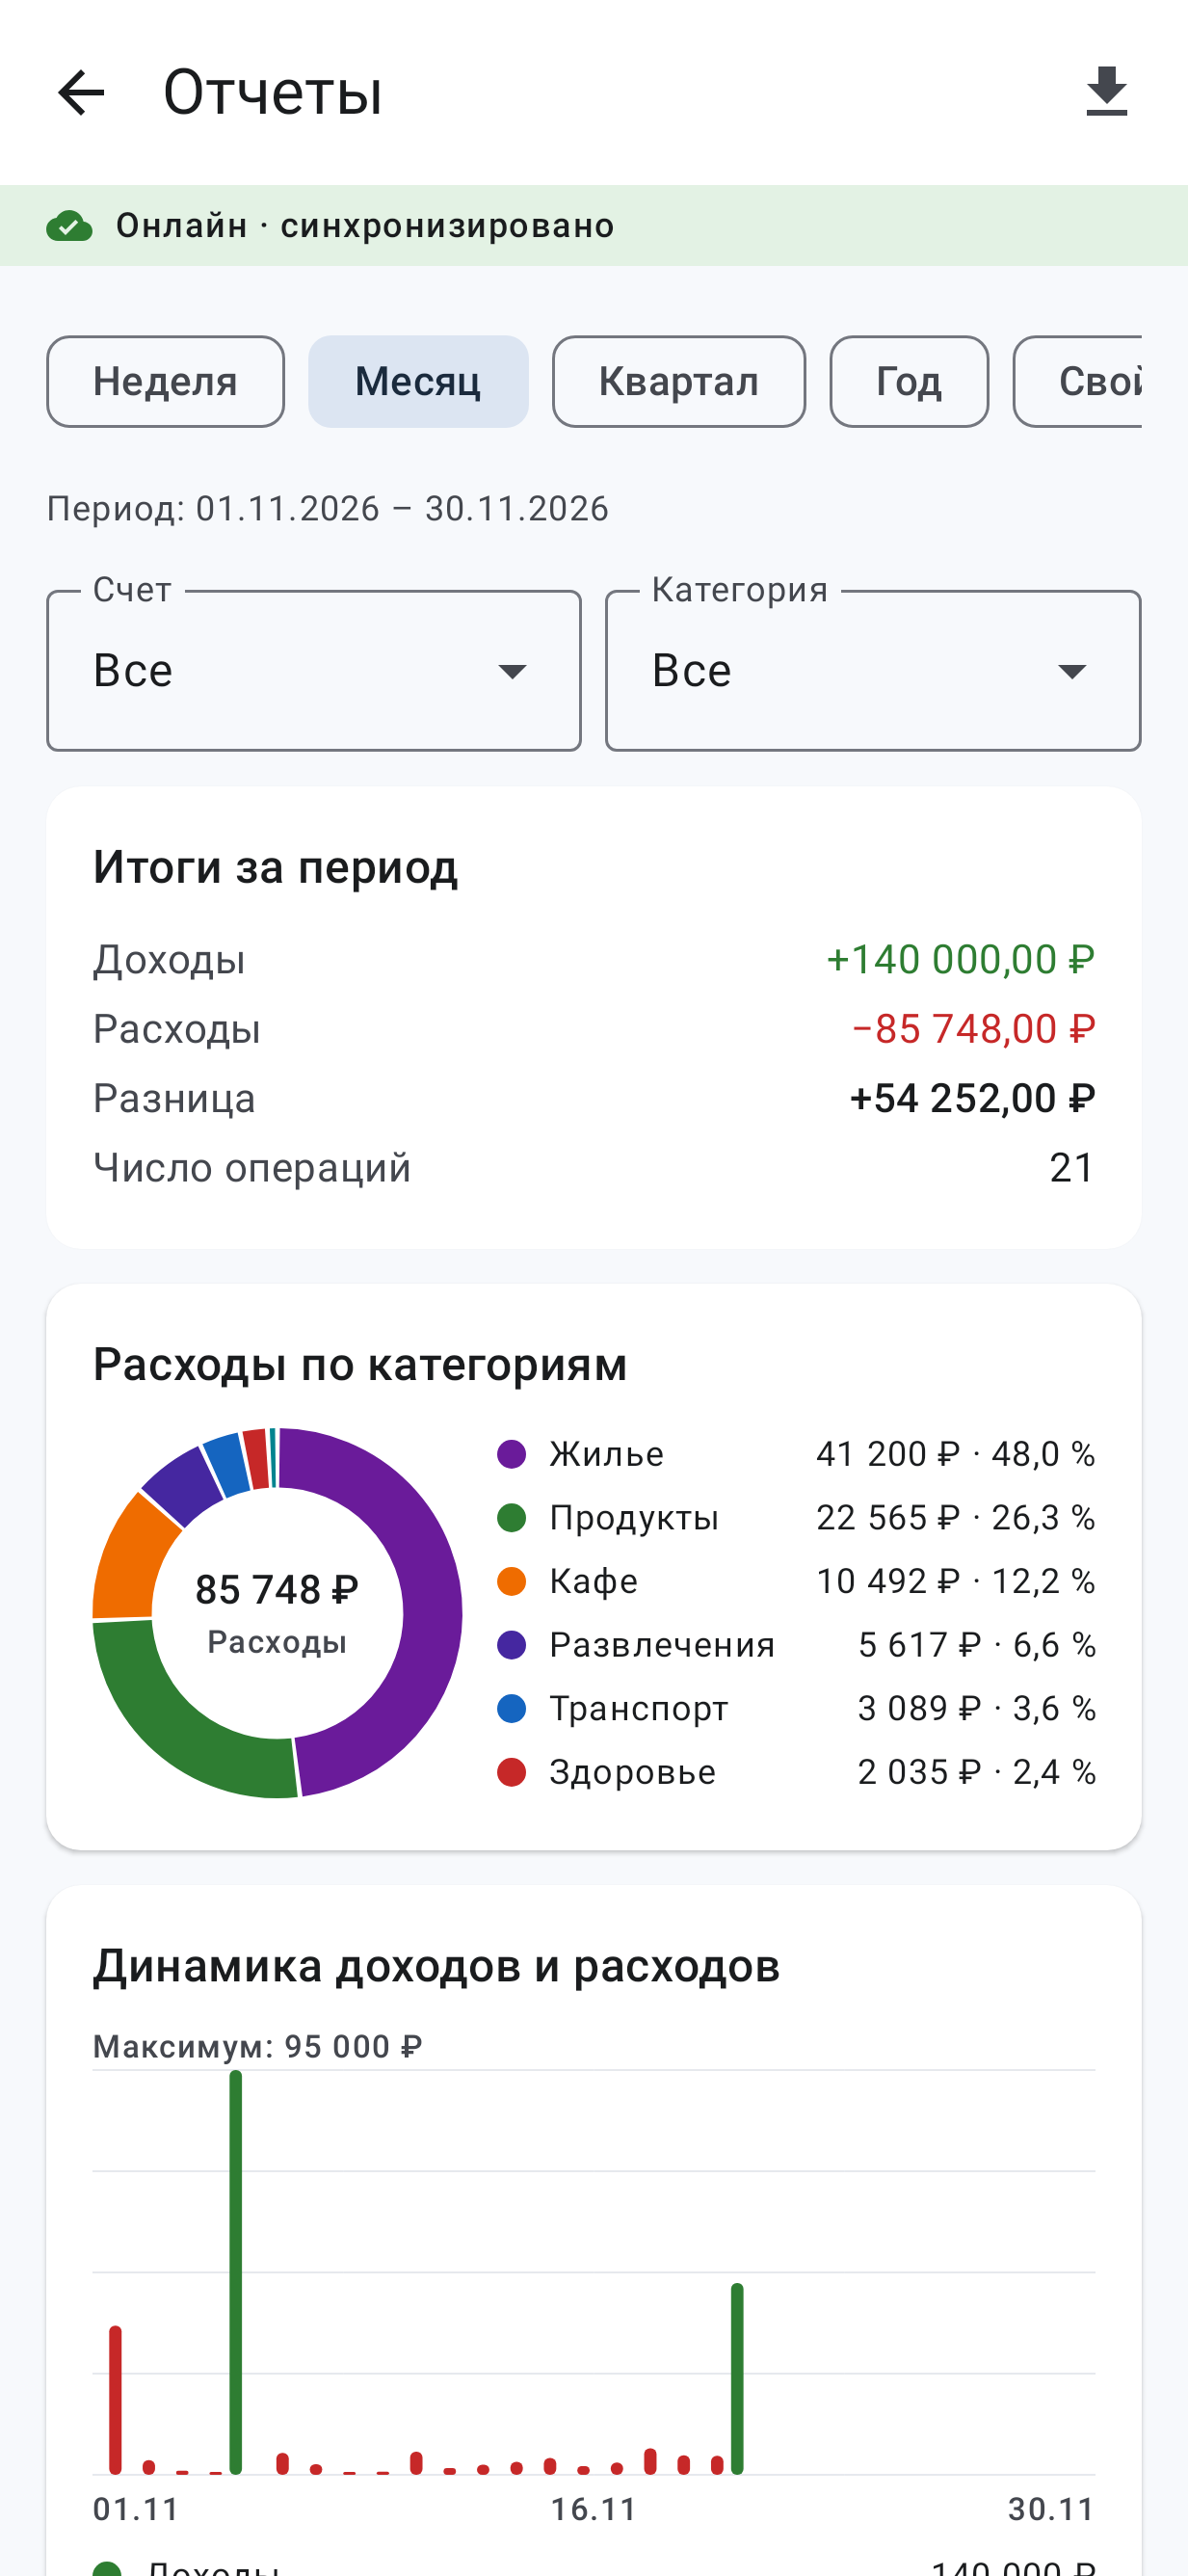 Отчеты
Онлайн · синхронизировано
Неделя Месяц Квартал Год Свой
Период: 01.11.2026 – 30.11.2026
Счет Категория
Все Все
Итоги за период
Доходы +140 000,00 ₽
Расходы −85 748,00 ₽
Разница +54 252,00 ₽
Число операций 21
Расходы по категориям
85 748 ₽
Расходы
Жилье 41 200 ₽ · 48,0 %
Продукты 22 565 ₽ · 26,3 %
Кафе 10 492 ₽ · 12,2 %
Развлечения 5 617 ₽ · 6,6 %
Транспорт 3 089 ₽ · 3,6 %
Здоровье 2 035 ₽ · 2,4 %
Динамика доходов и расходов
Максимум: 95 000 ₽
01.11 16.11 30.11
Доходы 140 000 ₽